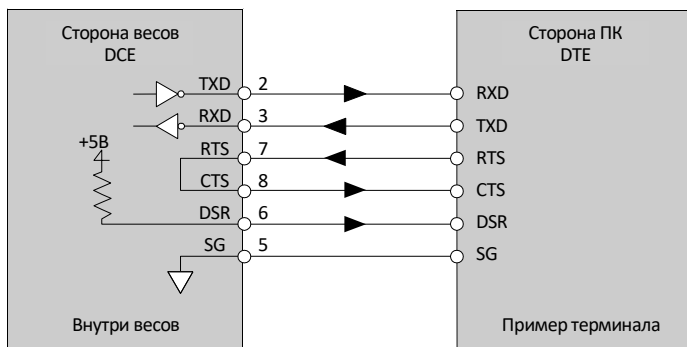 Сторона весов
DCE
Сторона ПК
DTE
TXD 2 RXD
RXD 3 TXD
+5В
RTS 7 RTS
CTS 8 CTS
DSR 6 DSR
SG 5 SG
Внутри весов
Пример терминала